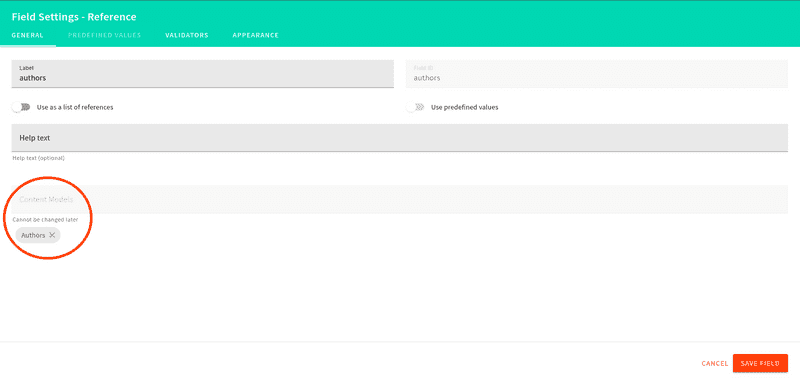 Field Settings - Reference
GENERAL PREDEFINED VALUES VALIDATORS APPEARANCE
Label
authors
Field ID
authors
Use as a list of references
Use predefined values
Help text
Help text (optional)
Content Models
Cannot be changed later
Authors
CANCEL SAVE FIELD